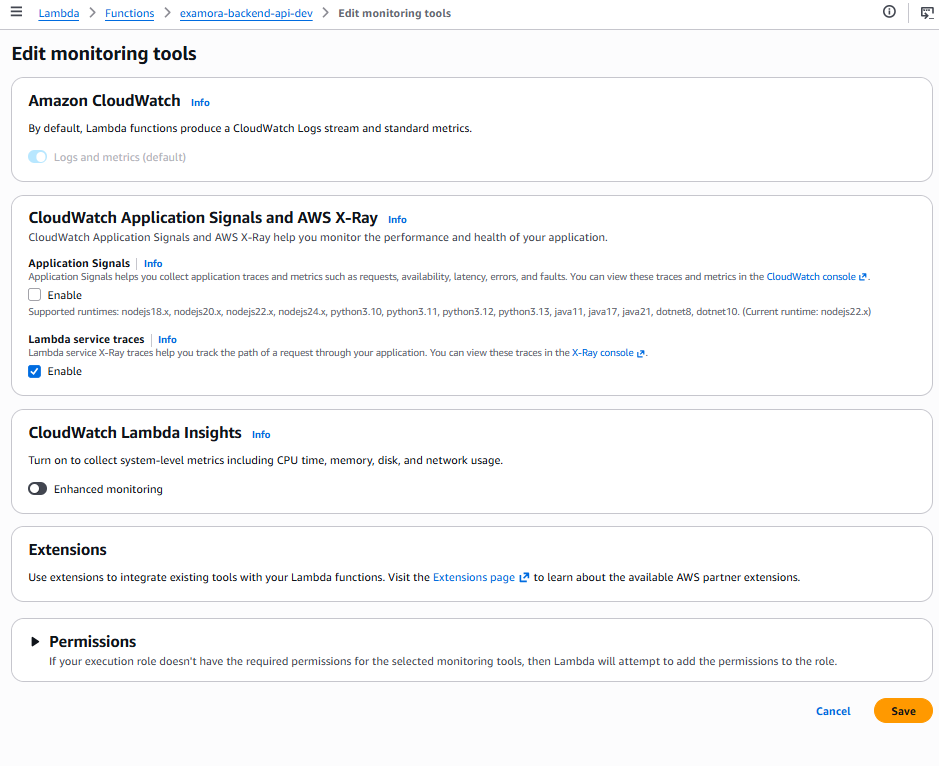 Lambda > Functions > examora-backend-api-dev > Edit monitoring tools
Edit monitoring tools
Amazon CloudWatch Info
By default, Lambda functions produce a CloudWatch Logs stream and standard metrics.
Logs and metrics (default)
CloudWatch Application Signals and AWS X-Ray Info
CloudWatch Application Signals and AWS X-Ray help you monitor the performance and health of your application.
Application Signals | Info
Application Signals helps you collect application traces and metrics such as requests, availability, latency, errors, and faults. You can view these traces and metrics in the CloudWatch console.
Enable
Supported runtimes: nodejs18.x, nodejs20.x, nodejs22.x, nodejs24.x, python3.10, python3.11, python3.12, python3.13, java11, java17, java21, dotnet8, dotnet10. (Current runtime: nodejs22.x)
Lambda service traces | Info
Lambda service X-Ray traces help you track the path of a request through your application. You can view these traces in the X-Ray console.
Enable
CloudWatch Lambda Insights Info
Turn on to collect system-level metrics including CPU time, memory, disk, and network usage.
Enhanced monitoring
Extensions
Use extensions to integrate existing tools with your Lambda functions. Visit the Extensions page to learn about the available AWS partner extensions.
Permissions
If your execution role doesn't have the required permissions for the selected monitoring tools, then Lambda will attempt to add the permissions to the role.
Cancel Save